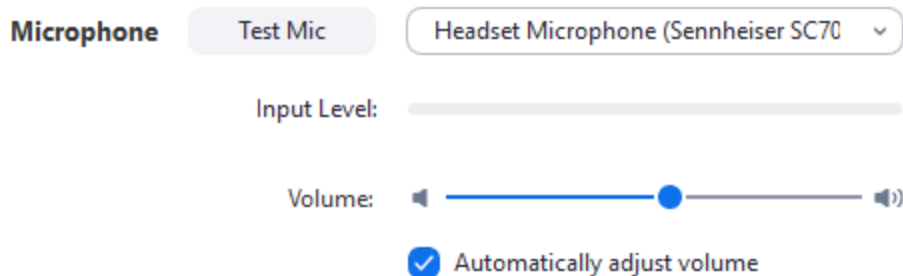 Microphone Test Mic Headset Microphone (Sennheiser SC70
Input Level:
Volume:
Automatically adjust volume